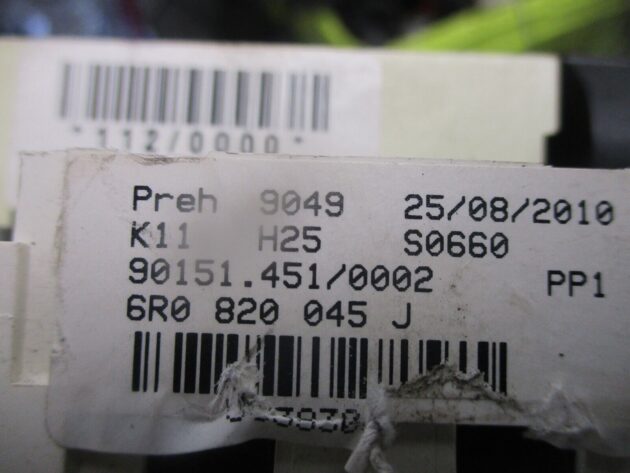 "112/0000"
Preh 9049 25/08/2010
K11 H25 S0660
90151.451/0002 PP1
6R0 820 045 J